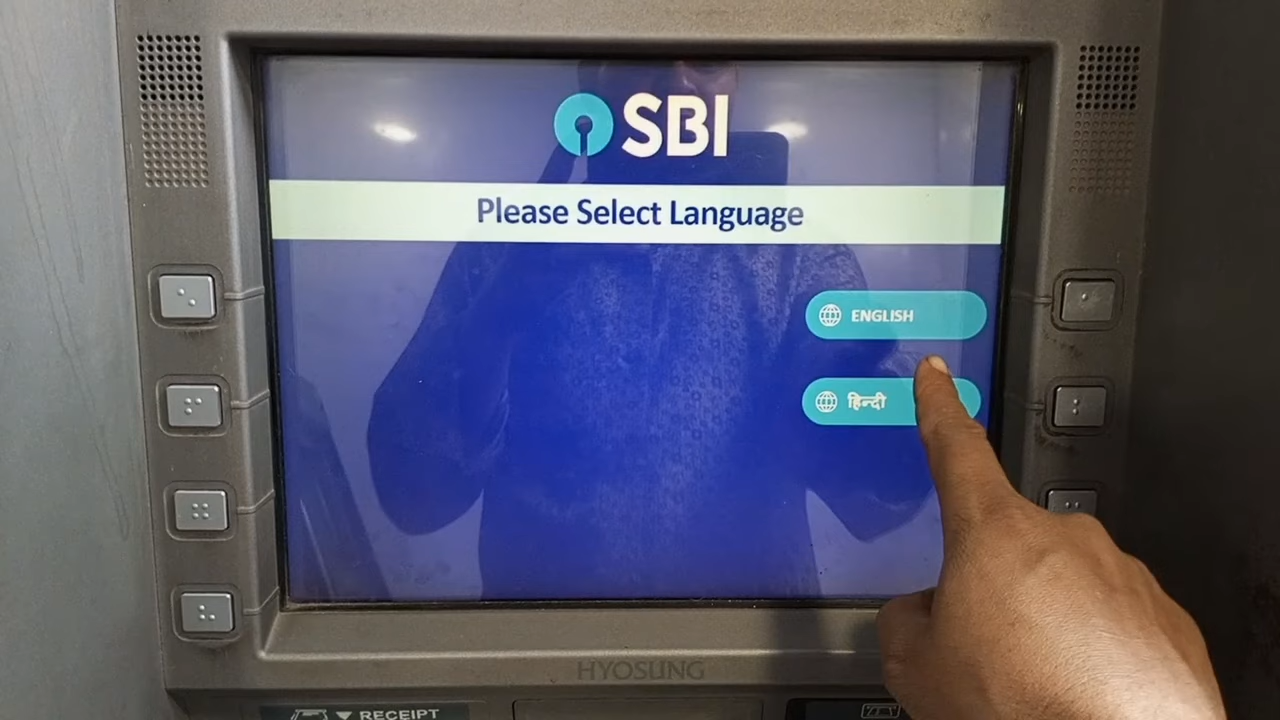 SBI
Please Select Language
ENGLISH
हिन्दी
HYOSUNG
RECEIPT